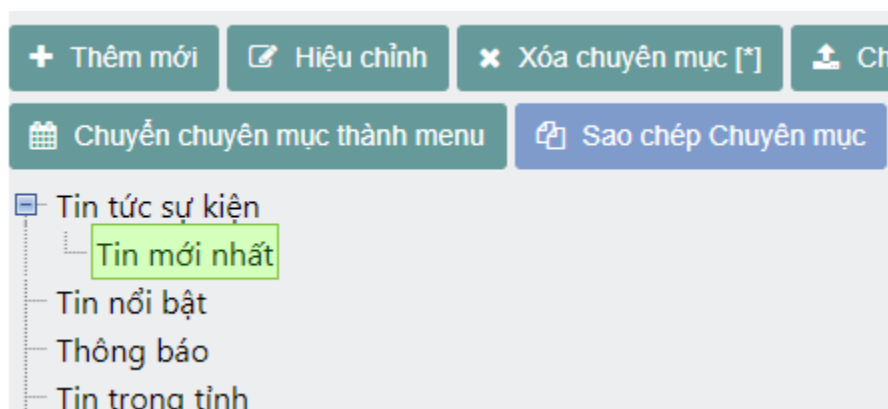 Thêm mới Hiệu chỉnh Xóa chuyên mục [*] Ch
Chuyển chuyên mục thành menu Sao chép Chuyên mục
Tin tức sự kiện
Tin mới nhất
Tin nổi bật
Thông báo
Tin trong tỉnh